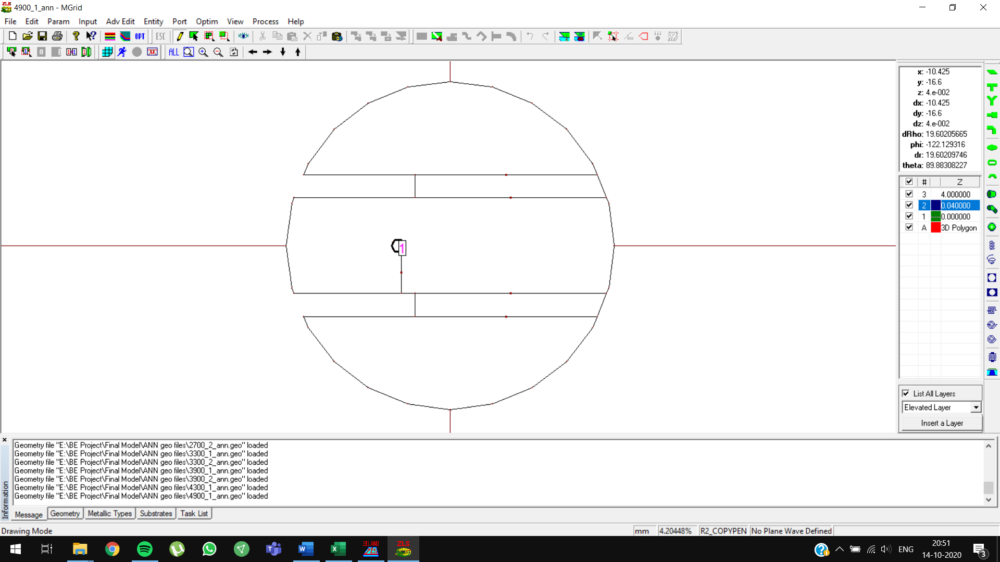 4900_1_ann - MGrid
File Edit Param Input Adv Edit Entity Port Optim View Process Help
OPT ESC
ALL
x: -10.425
y: -16.6
z: 4.e-002
dx: -10.425
dy: -16.6
dz: 4.e-002
dRho: 19.60205665
phi: -122.129316
dr: 19.60209746
theta: 89.88308227
# Z
3 4.000000
2 0.040000
1 0.000000
A 3D Polygon
1
List All Layers
Elevated Layer
Insert a Layer
Information
Geometry file "E:\BE Project\Final Model\ANN geo files\2700_2_ann.geo" loaded
Geometry file "E:\BE Project\Final Model\ANN geo files\3300_1_ann.geo" loaded
Geometry file "E:\BE Project\Final Model\ANN geo files\3300_2_ann.geo" loaded
Geometry file "E:\BE Project\Final Model\ANN geo files\3900_1_ann.geo" loaded
Geometry file "E:\BE Project\Final Model\ANN geo files\3900_2_ann.geo" loaded
Geometry file "E:\BE Project\Final Model\ANN geo files\4300_1_ann.geo" loaded
Geometry file "E:\BE Project\Final Model\ANN geo files\4900_1_ann.geo" loaded
Message Geometry Metallic Types Substrates Task List
Drawing Mode mm 4.20448% R2_COPYPEN No Plane Wave Defined
ZELAND ZLS
ENG
20:51
14-10-2020
3